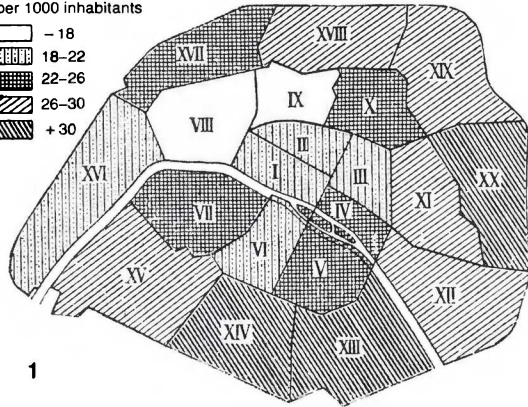 per 1000 inhabitants
– 18
18-22
22-26
26-30
+ 30
XVII
XVIII
XIX
VIII
IX
X
XVI
II
I
III
XI
XX
VII
IV
VI
V
XV
XII
XIV
XIII
1